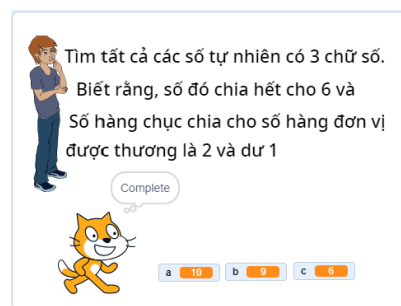 Tìm tất cả các số tự nhiên có 3 chữ số.
Biết rằng, số đó chia hết cho 6 và
Số hàng chục chia cho số hàng đơn vị
được thương là 2 và dư 1
Complete
a 10 b 9 c 6